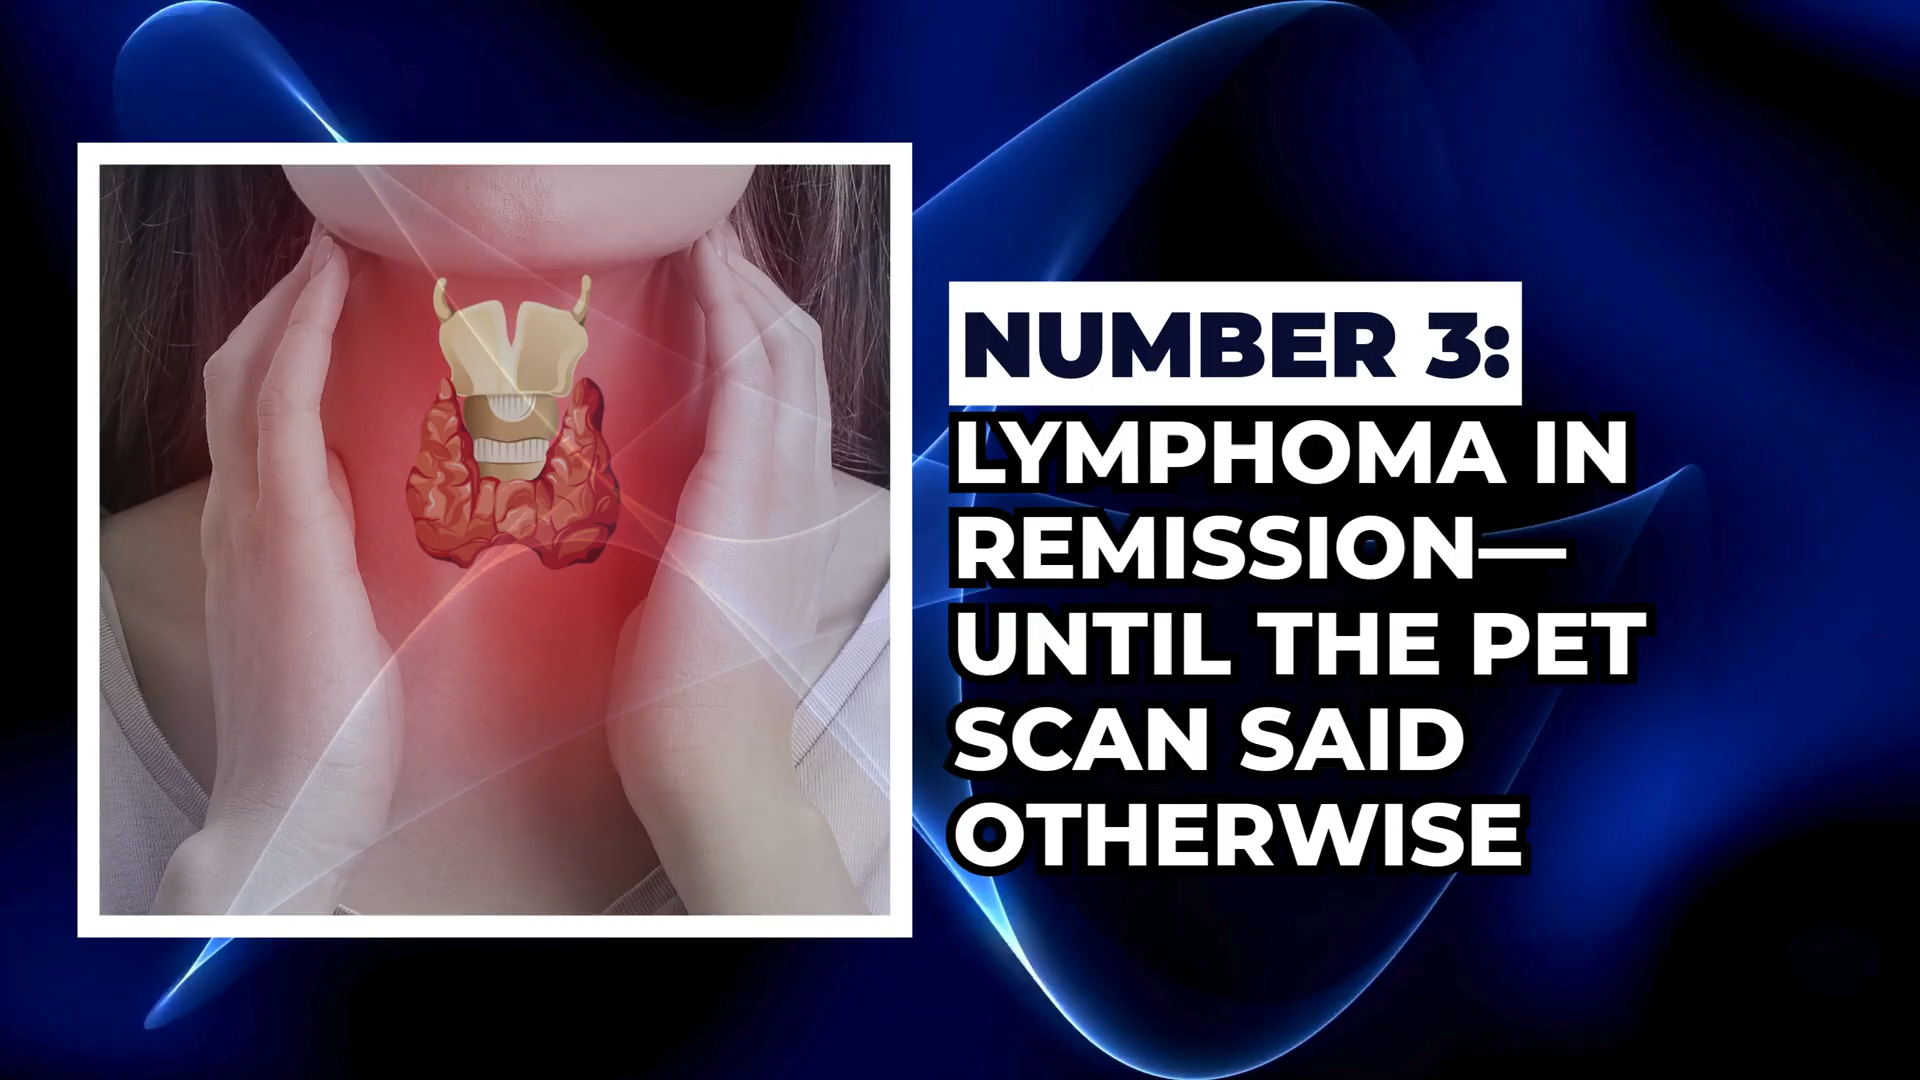 NUMBER 3:
LYMPHOMA IN
REMISSION—
UNTIL THE PET
SCAN SAID
OTHERWISE